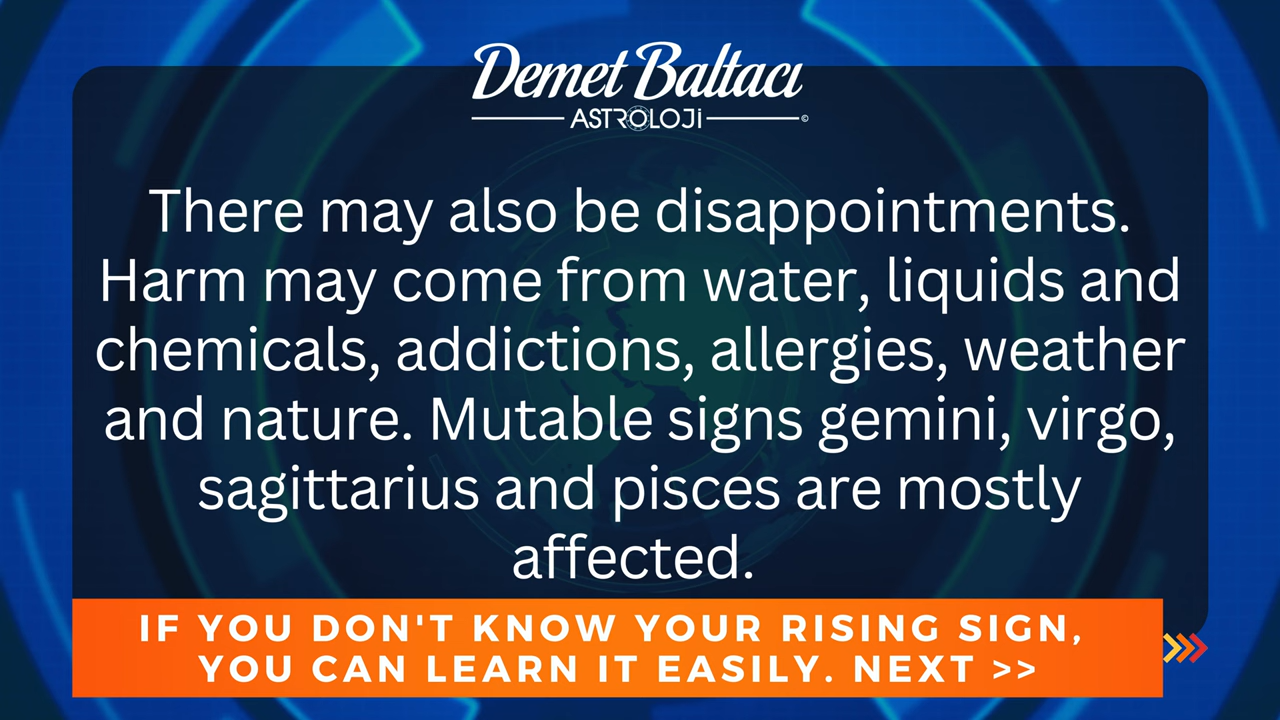 Demet Baltacı
ASTROLOJi
©
There may also be disappointments.
Harm may come from water, liquids and
chemicals, addictions, allergies, weather
and nature. Mutable signs gemini, virgo,
sagittarius and pisces are mostly
affected.
IF YOU DON'T KNOW YOUR RISING SIGN,
YOU CAN LEARN IT EASILY. NEXT >>